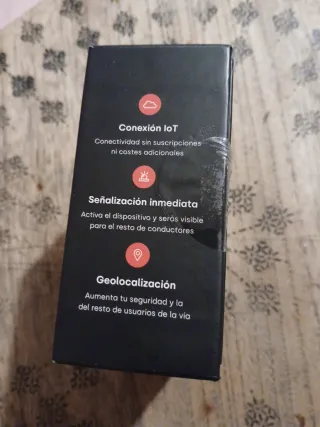 Conexión IoT
Conectividad sin suscripciones
ni costes adicionales
Señalización inmediata
Activa el dispositivo y serás visible
para el resto de conductores
Geolocalización
Aumenta tu seguridad y la
del resto de usuarios de la vía